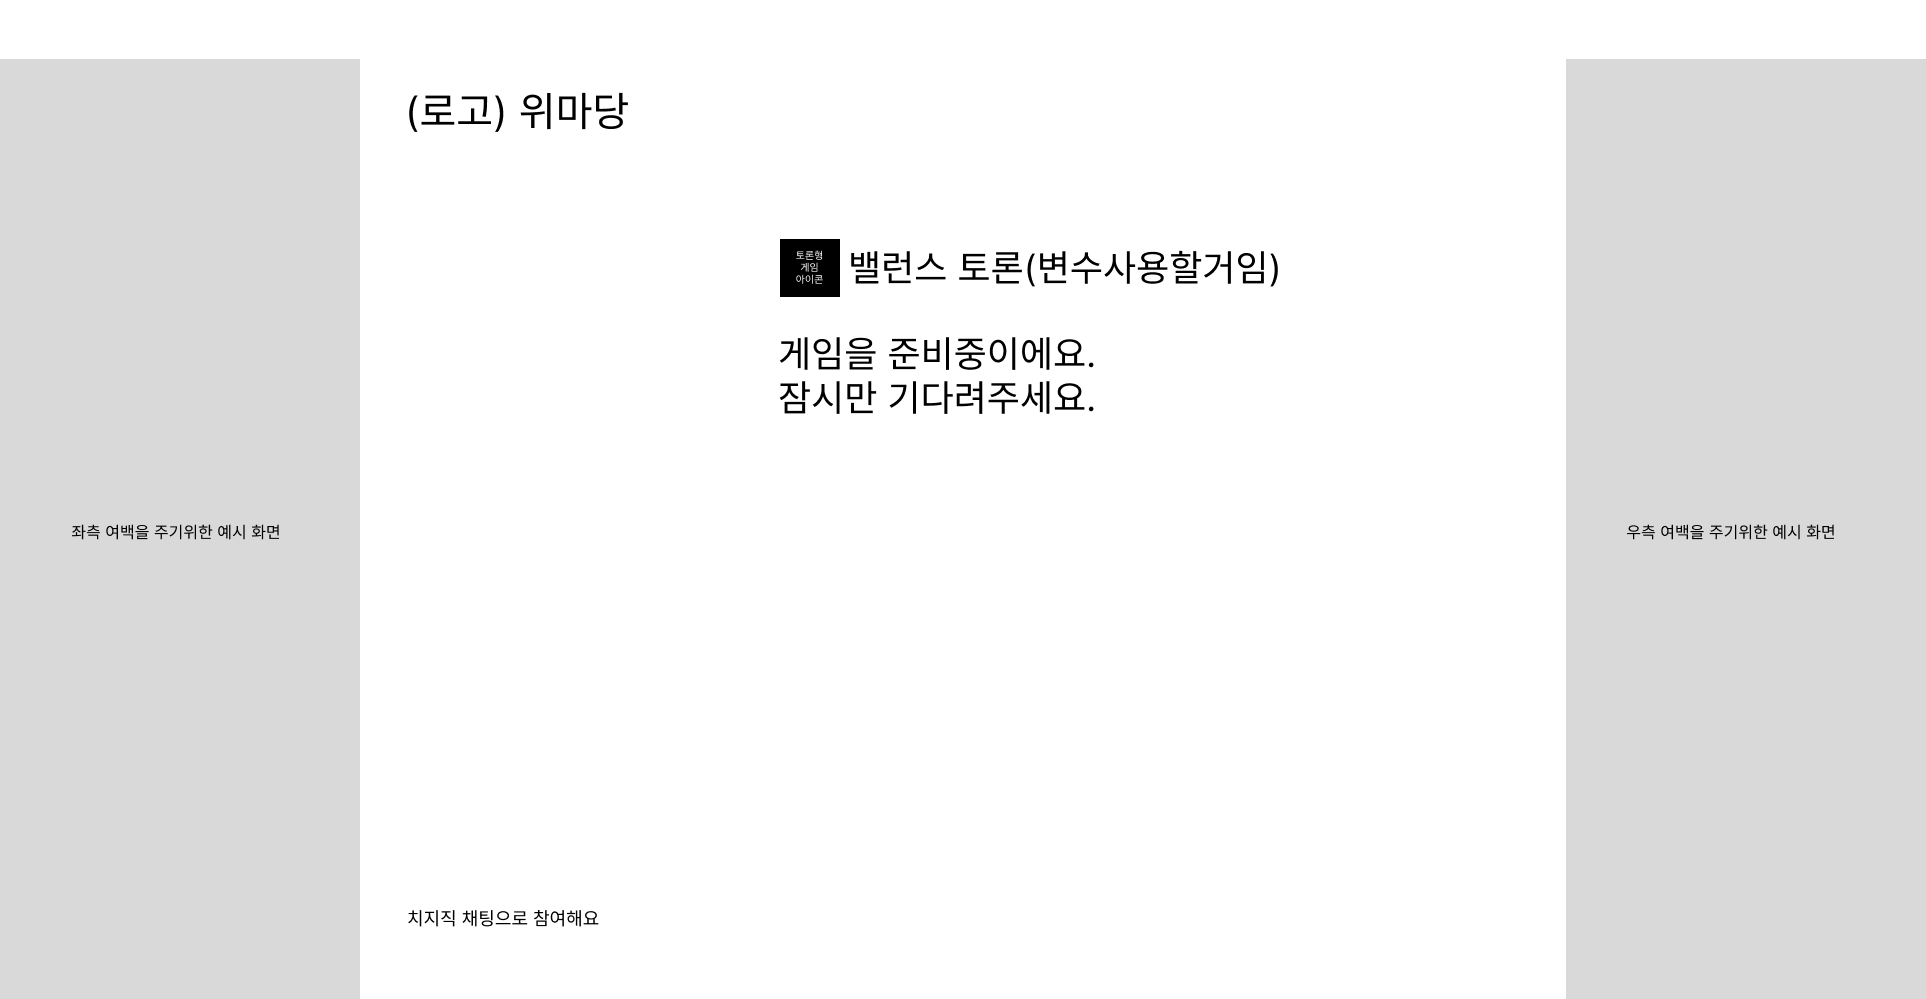 (로고) 위마당
토론형
게임
아이콘
밸런스 토론(변수사용할거임)
게임을 준비중이에요.
잠시만 기다려주세요.
좌측 여백을 주기위한 예시 화면
우측 여백을 주기위한 예시 화면
치지직 채팅으로 참여해요